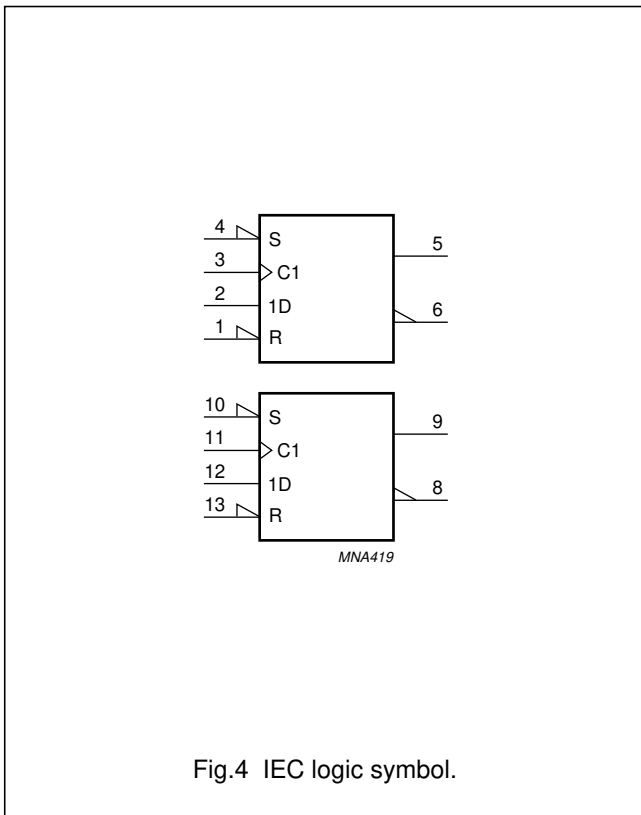 4 S 5
3 C1
2 1D 6
1 R
10 S 9
11 C1
12 1D 8
13 R
MNA419
Fig.4 IEC logic symbol.